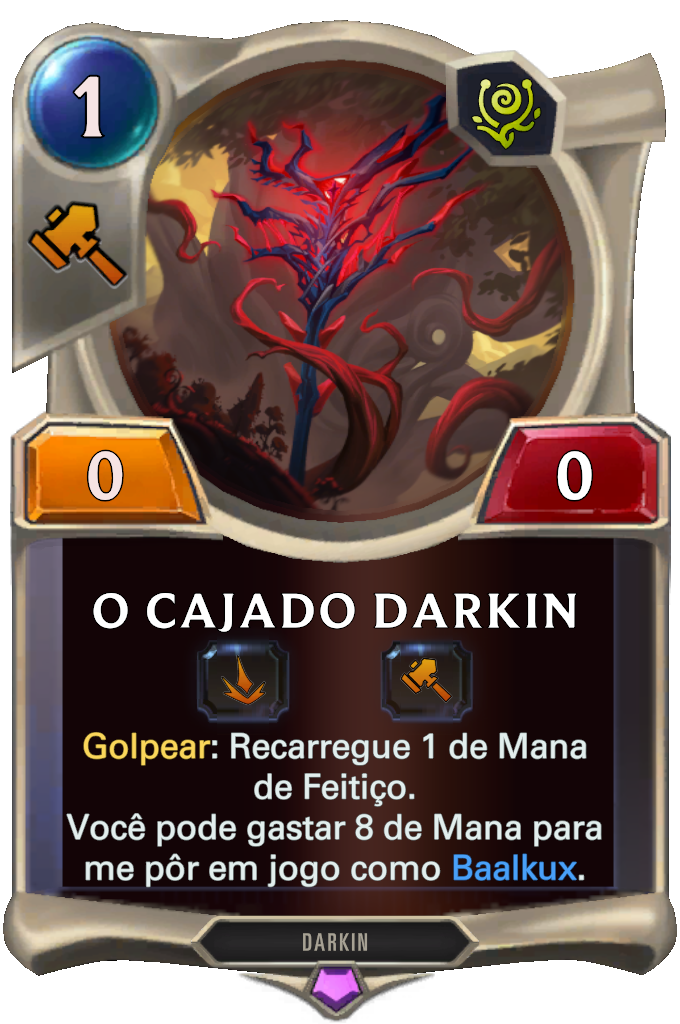 1
0
0
O CAJADO DARKIN
Golpear: Recarregue 1 de Mana
de Feitiço.
Você pode gastar 8 de Mana para
me pôr em jogo como Baalkux.
DARKIN